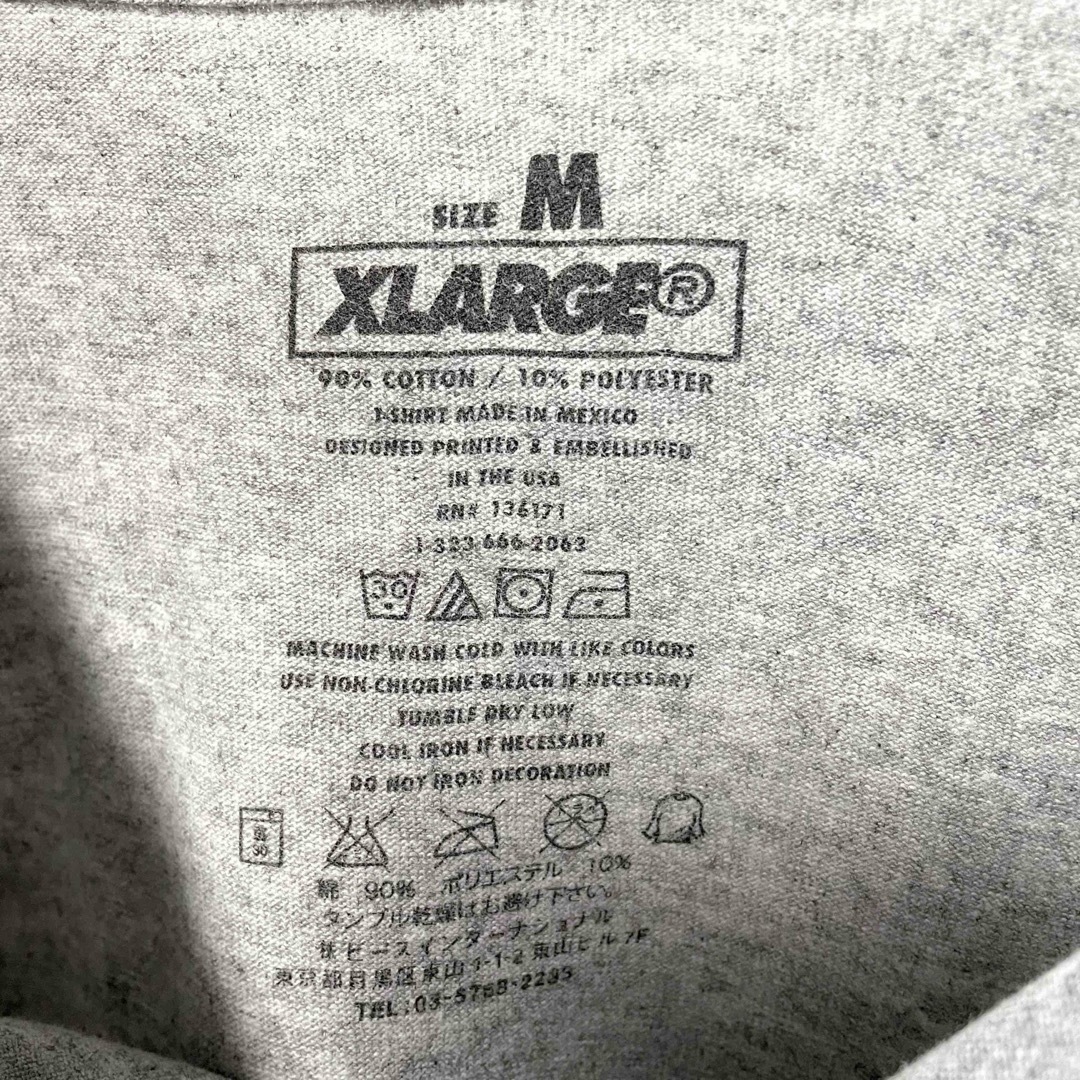 SIZE M
XLARGE®
90% COTTON / 10% POLYESTER
T-SHIRT MADE IN MEXICO
DESIGNED PRINTED & EMBELLISHED
IN THE USA
RN# 136171
1-323-666-2063
30
MACHINE WASH COLD WITH LIKE COLORS
USE NON-CHLORINE BLEACH IF NECESSARY
TUMBLE DRY LOW
COOL IRON IF NECESSARY
DO NOT IRON DECORATION
30
綿 90% ポリエステル 10%
タンブル乾燥はお避け下さい。
㈱ビースインターナショナル
東京都目黒区東山1-1-2 東山ビル 7F
TEL : 03-5768-2235